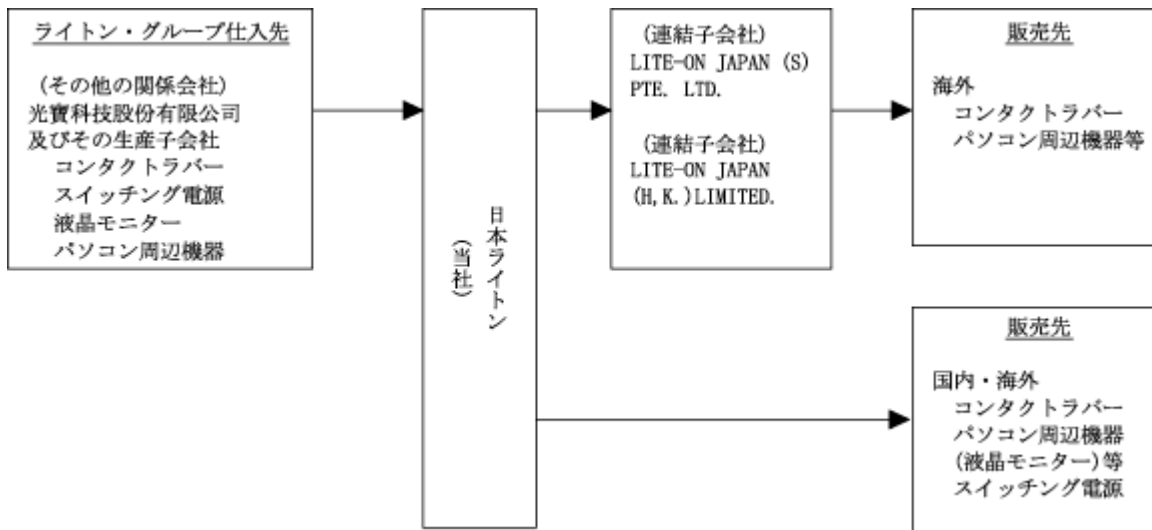 ライトン・グループ仕入先
(その他の関係会社)
光寶科技股份有限公司
及びその生産子会社
コンタクトラバー
スイッチング電源
液晶モニター
パソコン周辺機器
日本ライトン
(当社)
(連結子会社)
LITE-ON JAPAN (S)
PTE. LTD.
(連結子会社)
LITE-ON JAPAN
(H,K.)LIMITED.
販売先
海外
コンタクトラバー
パソコン周辺機器等
販売先
国内・海外
コンタクトラバー
パソコン周辺機器
(液晶モニター)等
スイッチング電源